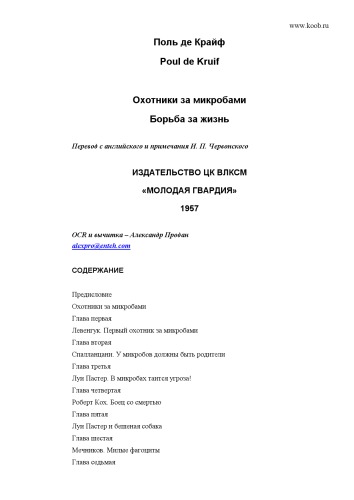 www.koob.ru
Поль де Крайф
Poul de Kruif
Охотники за микробами
Борьба за жизнь
Перевод с английского и примечания И. П. Червонского
ИЗДАТЕЛЬСТВО ЦК ВЛКСМ
«МОЛОДАЯ ГВАРДИЯ»
1957
OCR и вычитка – Александр Продан
alexpro@enteh.com
СОДЕРЖАНИЕ
Предисловие
Охотники за микробами
Глава первая
Левенгук. Первый охотник за микробами
Глава вторая
Спалланцани. У микробов должны быть родители
Глава третья
Луи Пастер. В микробах таится угроза!
Глава четвертая
Роберт Кох. Боец со смертью
Глава пятая
Луи Пастер и бешеная собака
Глава шестая
Мечников. Милые фагоциты
Глава седьмая